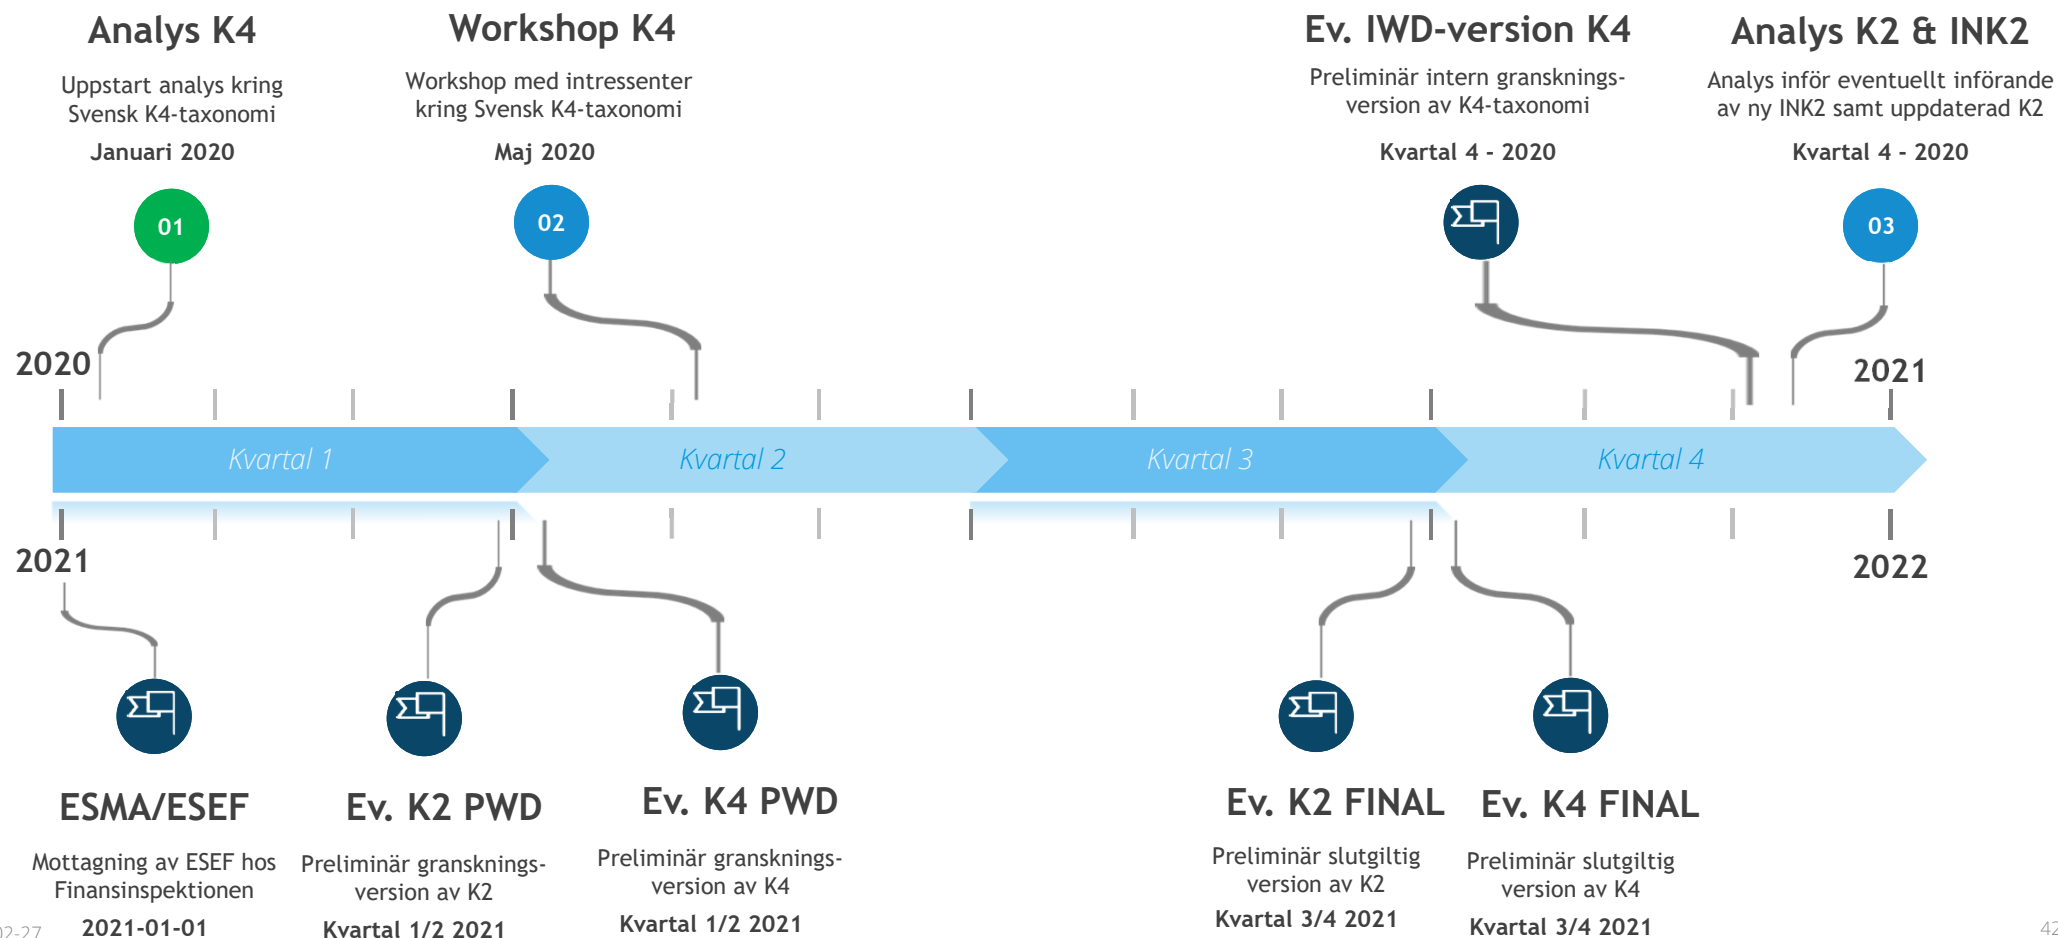 Analys K4
Uppstart analys kring
Svensk K4-taxonomi
Januari 2020
01
Workshop K4
Workshop med intressenter
kring Svensk K4-taxonomi
Maj 2020
02
Ev. IWD-version K4
Preliminär intern gransknings-
version av K4-taxonomi
Kvartal 4 - 2020
Analys K2 & INK2
Analys inför eventuellt införande
av ny INK2 samt uppdaterad K2
Kvartal 4 - 2020
03
2020
2021
Kvartal 1
Kvartal 2
Kvartal 3
Kvartal 4
2021
2022
ESMA/ESEF
Mottagning av ESEF hos
Finansinspektionen
2021-01-01
Ev. K2 PWD
Preliminär gransknings-
version av K2
Kvartal 1/2 2021
Ev. K4 PWD
Preliminär gransknings-
version av K4
Kvartal 1/2 2021
Ev. K2 FINAL
Preliminär slutgiltig
version av K2
Kvartal 3/4 2021
Ev. K4 FINAL
Preliminär slutgiltig
version av K4
Kvartal 3/4 2021
02-27
42